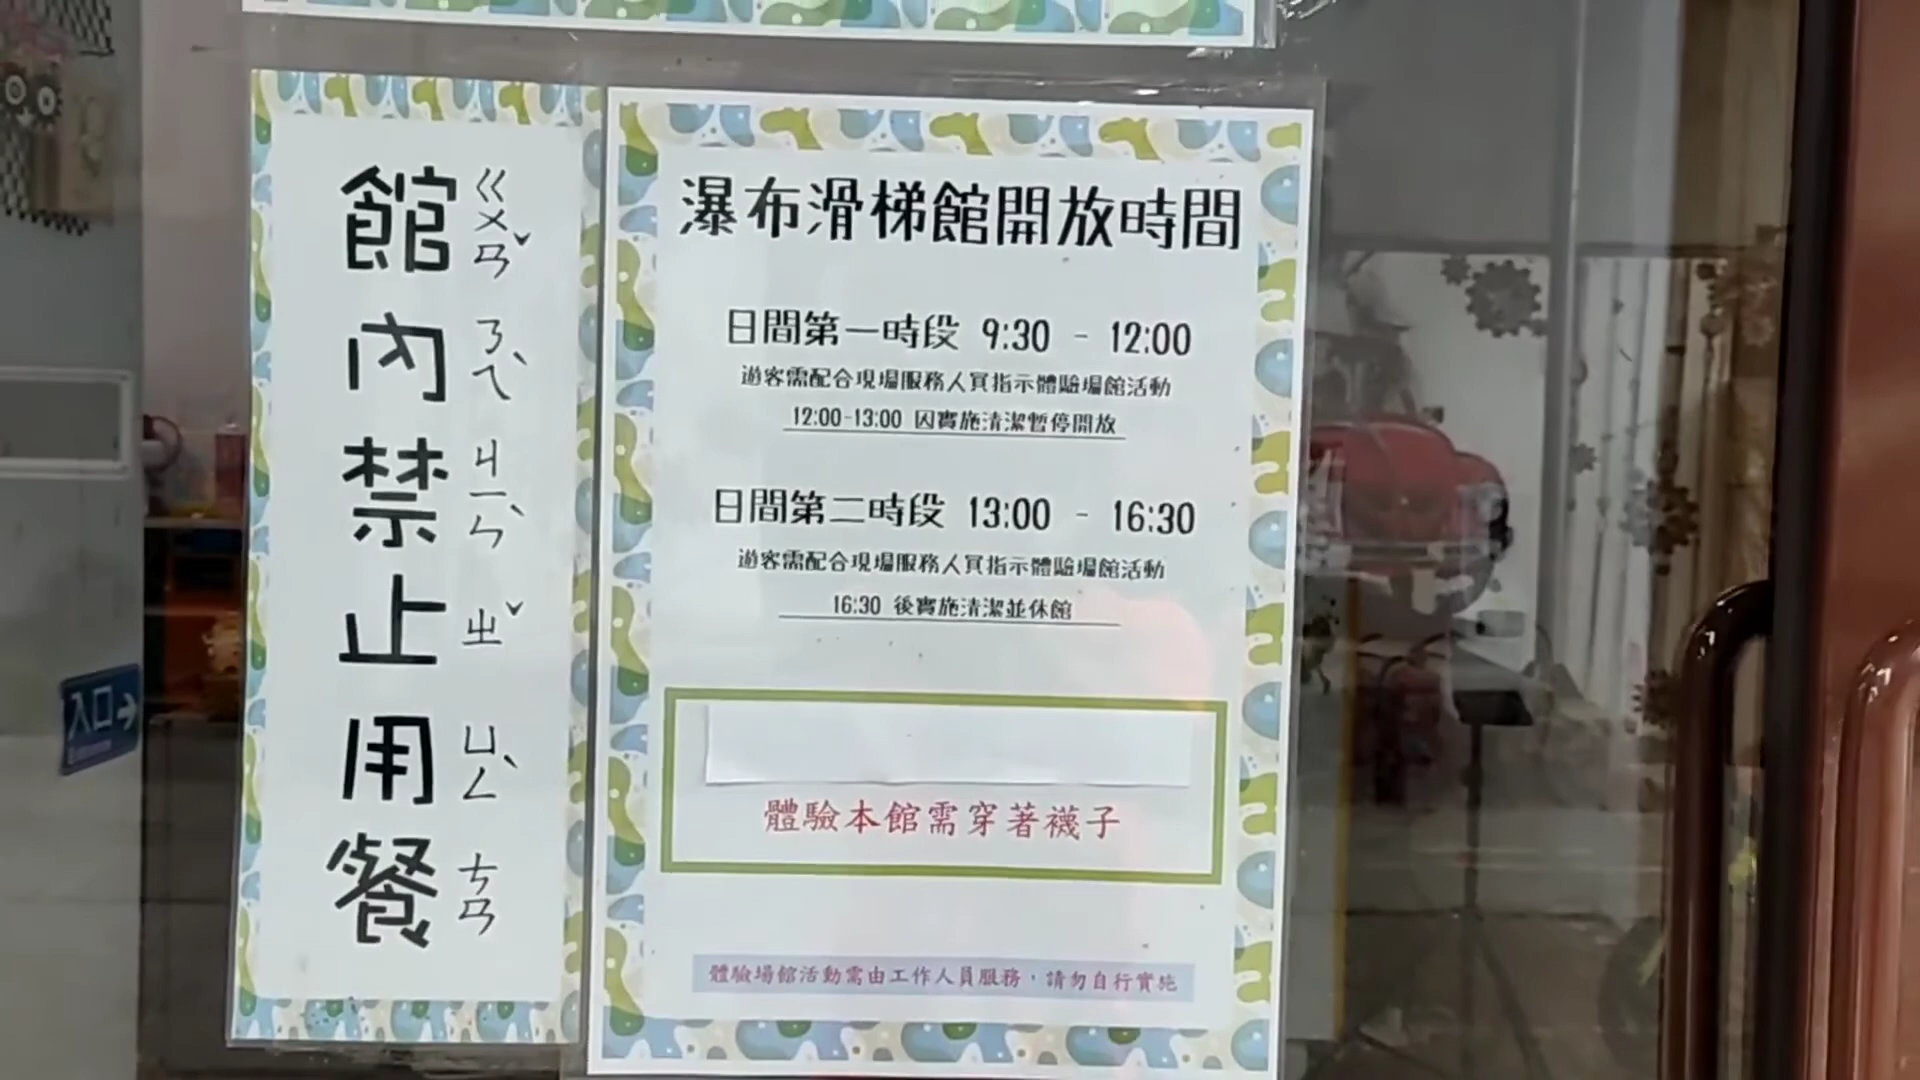 館內禁止用餐
ㄍㄨㄢˇ ㄋㄟˋ ㄐㄧㄣˋ ㄓˇ ㄩㄥˋ ㄘㄢ
瀑布滑梯館開放時間
日間第一時段 9:30 - 12:00
遊客需配合現場服務人員指示體驗場館活動
12:00-13:00 因實施清潔暫停開放
日間第二時段 13:00 - 16:30
遊客需配合現場服務人員指示體驗場館活動
16:30 後實施清潔並休館
體驗本館需穿著襪子
體驗場館活動需由工作人員服務，請勿自行實施
入口→